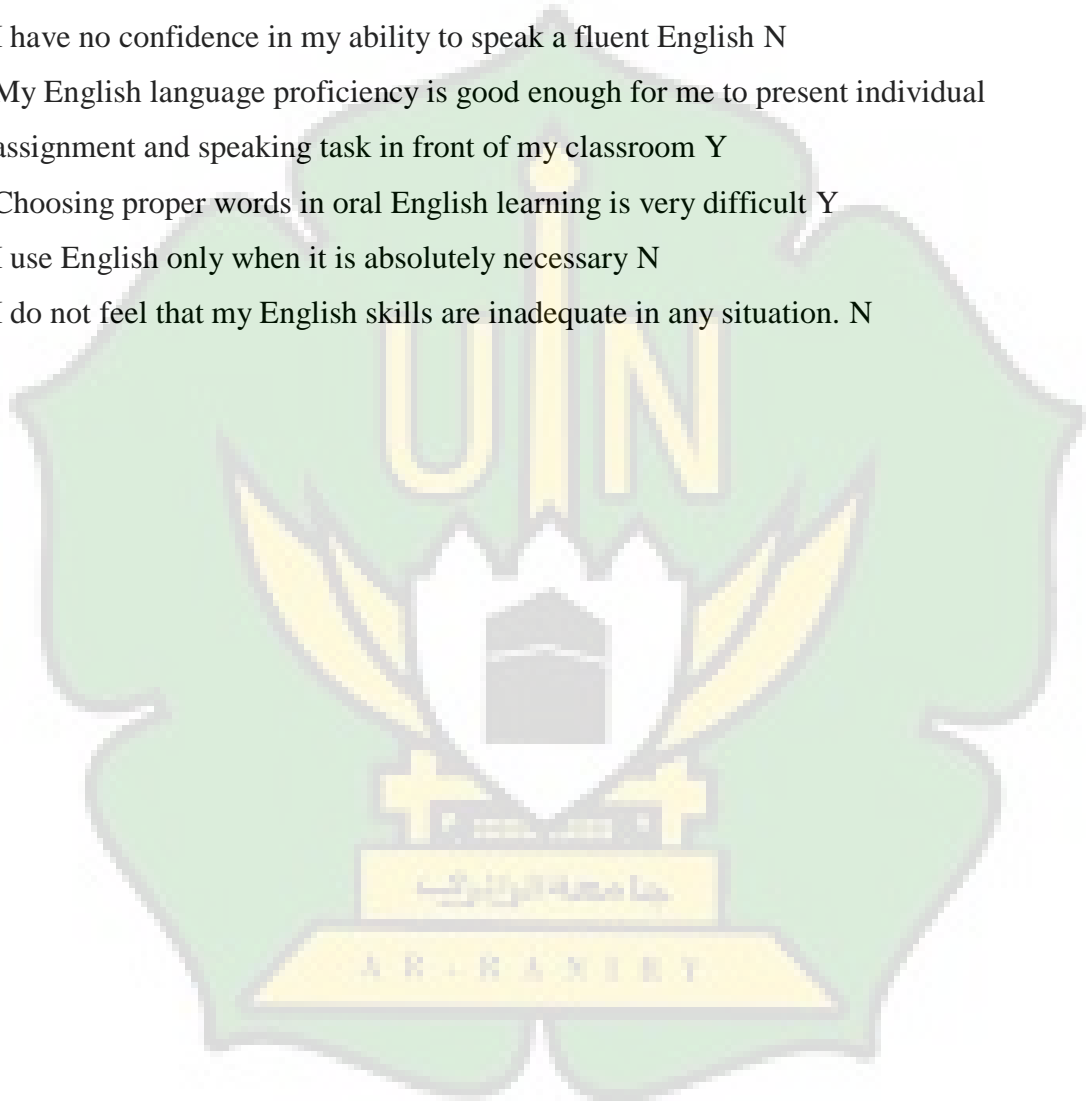 I have no confidence in my ability to speak a fluent English N
My English language proficiency is good enough for me to present individual
assignment and speaking task in front of my classroom Y
Choosing proper words in oral English learning is very difficult Y
I use English only when it is absolutely necessary N
I do not feel that my English skills are inadequate in any situation. N
UIN
جامعة الرانيري
AR-RANIRY